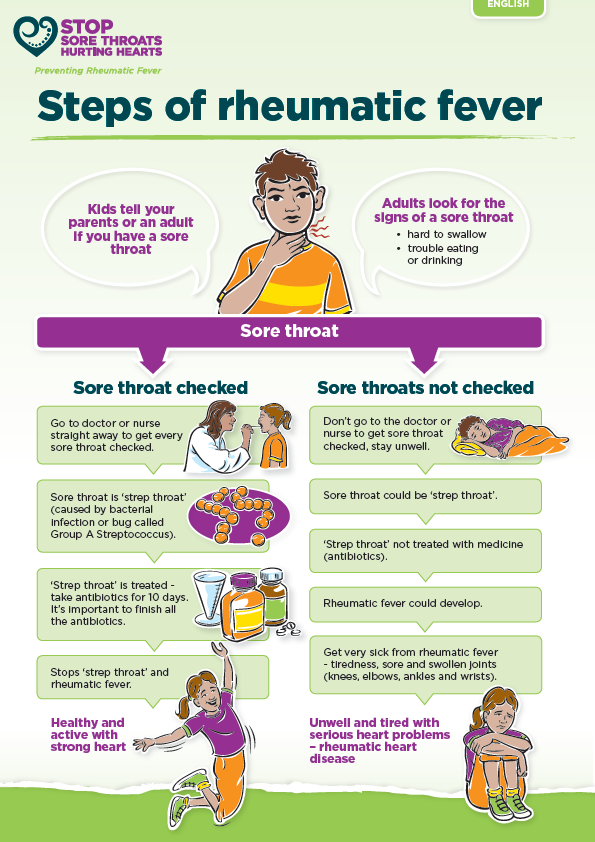 ENGLISH
STOP
SORE THROATS
HURTING HEARTS
Preventing Rheumatic Fever
Steps of rheumatic fever
Kids tell your
parents or an adult
if you have a sore
throat
Adults look for the
signs of a sore throat
• hard to swallow
• trouble eating
or drinking
Sore throat
Sore throat checked
Go to doctor or nurse
straight away to get every
sore throat checked.
Sore throat is ‘strep throat’
(caused by bacterial
infection or bug called
Group A Streptococcus).
‘Strep throat’ is treated -
take antibiotics for 10 days.
It’s important to finish all
the antibiotics.
Stops ‘strep throat’ and
rheumatic fever.
Healthy and
active with
strong heart
Sore throats not checked
Don’t go to the doctor or
nurse to get sore throat
checked, stay unwell.
Sore throat could be ‘strep throat’.
‘Strep throat’ not treated with medicine
(antibiotics).
Rheumatic fever could develop.
Get very sick from rheumatic fever
- tiredness, sore and swollen joints
(knees, elbows, ankles and wrists).
Unwell and tired with
serious heart problems
– rheumatic heart
disease